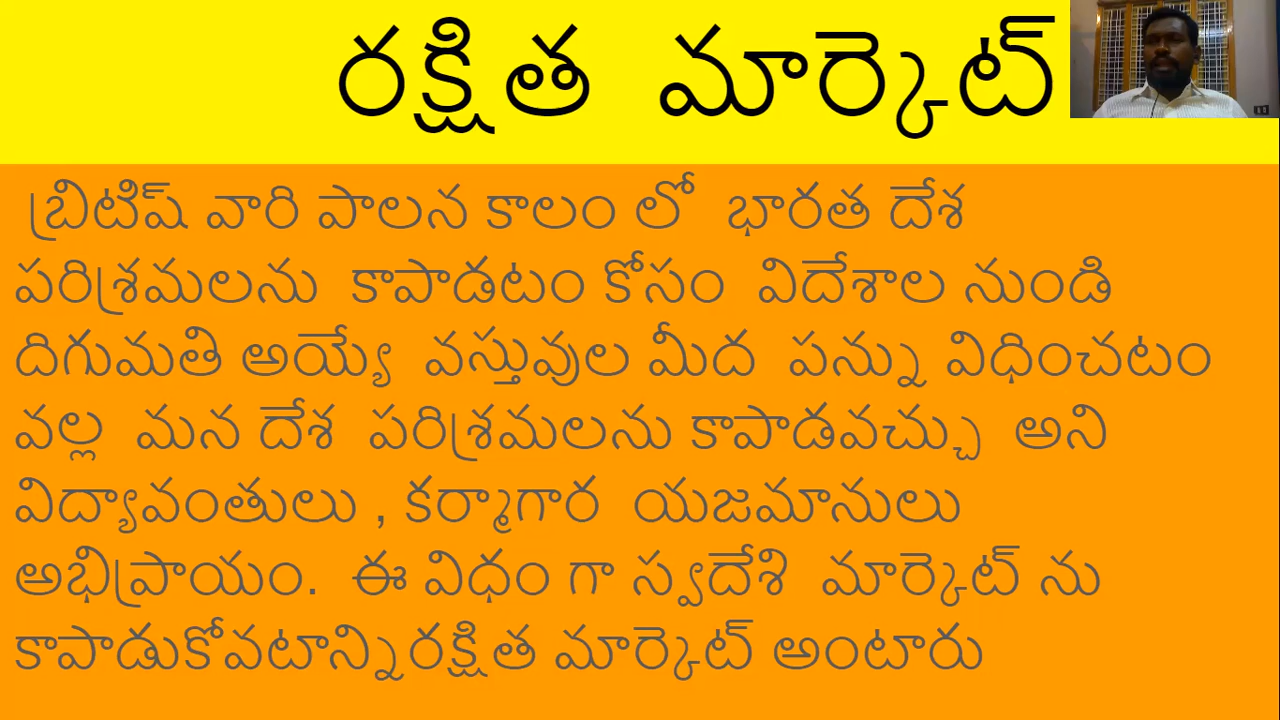 రక్షిత మార్కెట్
బ్రిటిష్ వారి పాలన కాలం లో భారత దేశ
పరిశ్రమలను కాపాడటం కోసం విదేశాల నుండి
దిగుమతి అయ్యే వస్తువుల మీద పన్ను విధించటం
వల్ల మన దేశ పరిశ్రమలను కాపాడవచ్చు అని
విద్యావంతులు , కర్మాగార యజమానులు
అభిప్రాయం. ఈ విధం గా స్వదేశి మార్కెట్ ను
కాపాడుకోవటాన్నిరక్షిత మార్కెట్ అంటారు